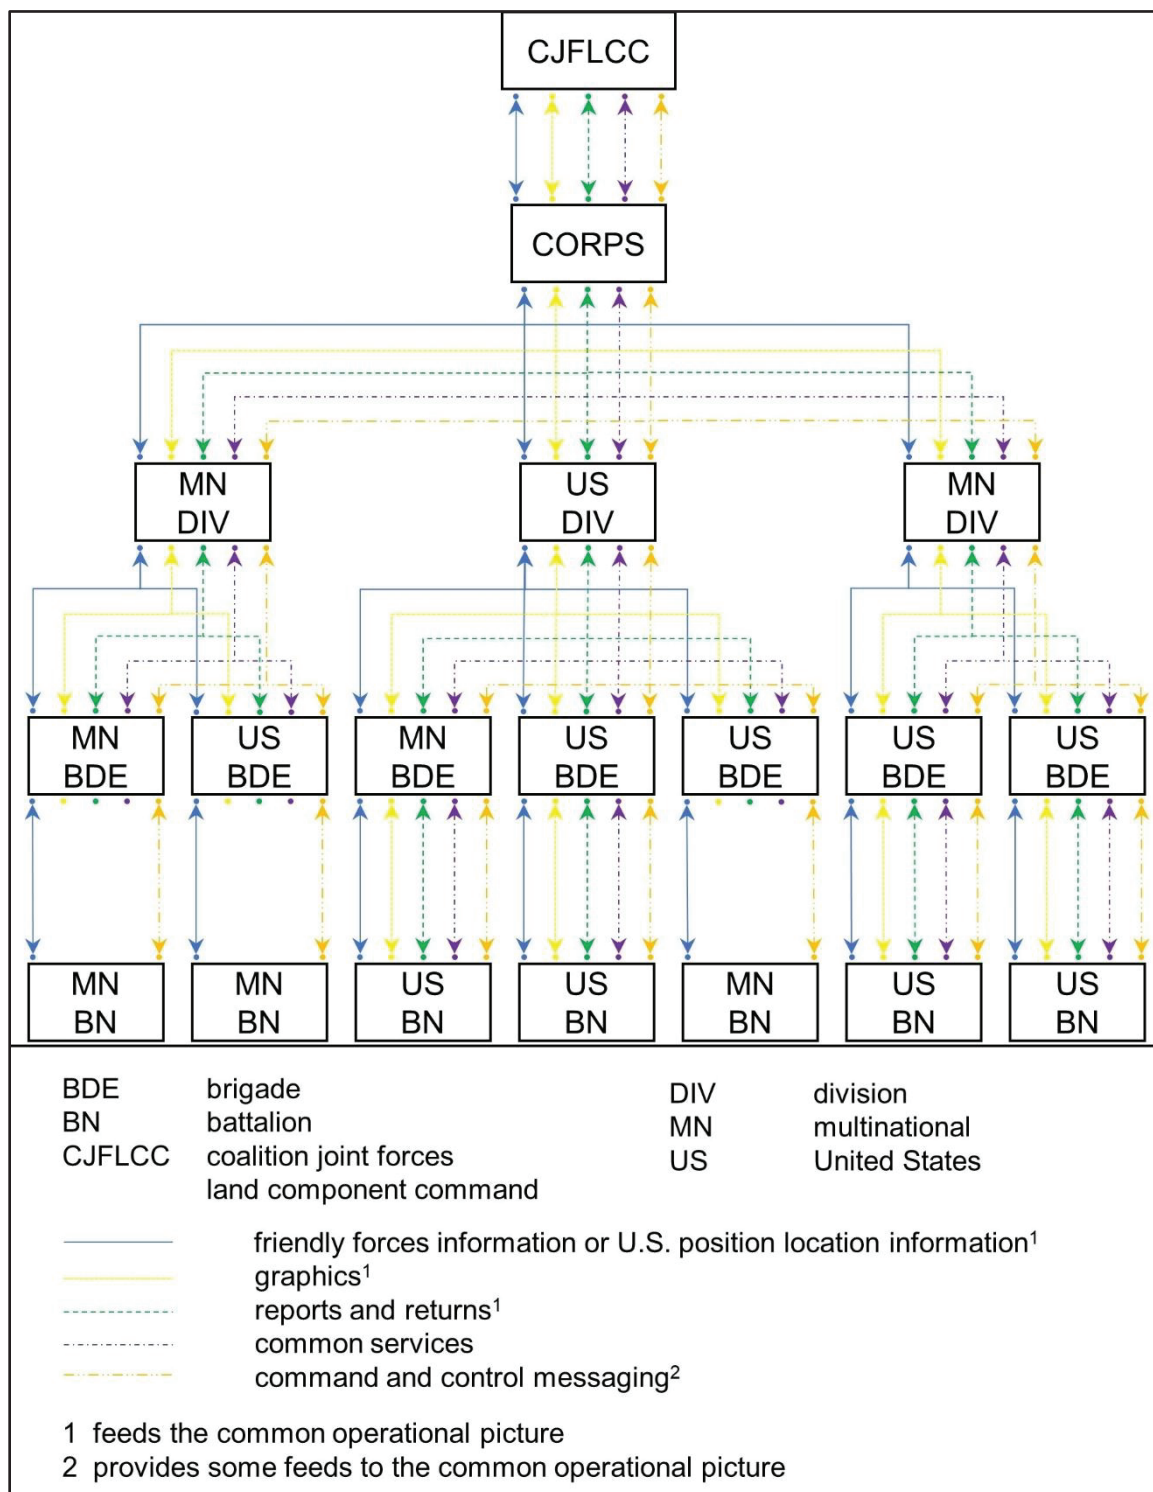 CJFLCC
CORPS
MN
DIV
US
DIV
MN
DIV
MN
BDE
US
BDE
MN
BDE
US
BDE
US
BDE
US
BDE
US
BDE
MN
BN
MN
BN
US
BN
US
BN
MN
BN
US
BN
US
BN
BDE brigade
BN battalion
CJFLCC coalition joint forces
land component command
DIV division
MN multinational
US United States
friendly forces information or U.S. position location information¹
graphics¹
reports and returns¹
common services
command and control messaging²
1 feeds the common operational picture
2 provides some feeds to the common operational picture